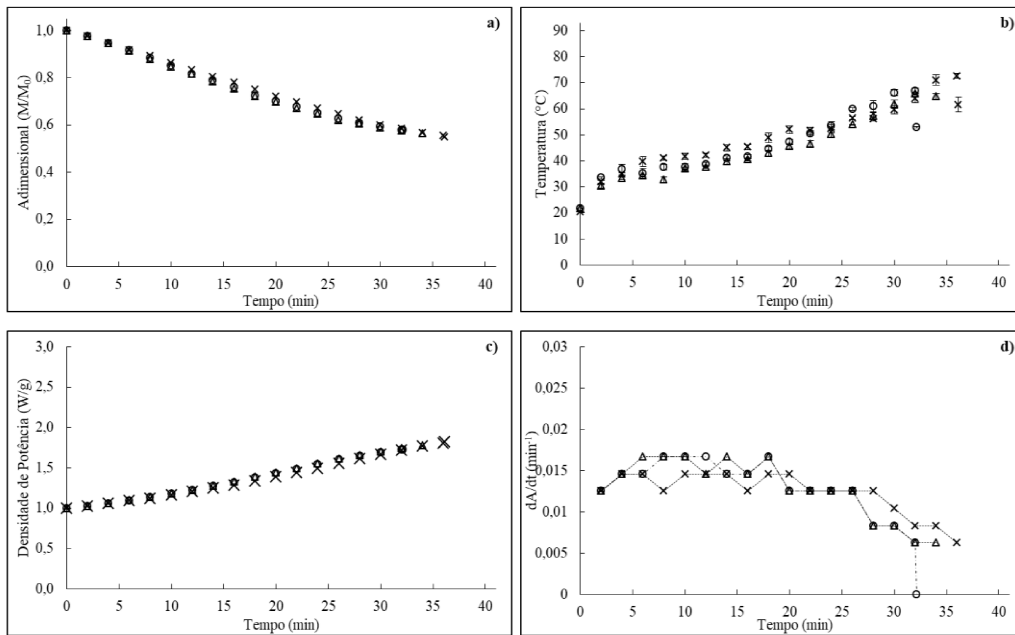 a)
Adimensional (M/M₀)
1,0
0,8
0,6
0,4
0,2
0,0
0 5 10 15 20 25 30 35 40
Tempo (min)
b)
Temperatura (°C)
90
80
70
60
50
40
30
20
10
0
0 5 10 15 20 25 30 35 40
Tempo (min)
c)
Densidade de Potência (W/g)
3,0
2,5
2,0
1,5
1,0
0,5
0,0
0 5 10 15 20 25 30 35 40
Tempo (min)
d)
dA/dt (min⁻¹)
0,03
0,025
0,02
0,015
0,01
0,005
0
0 5 10 15 20 25 30 35 40
Tempo (min)